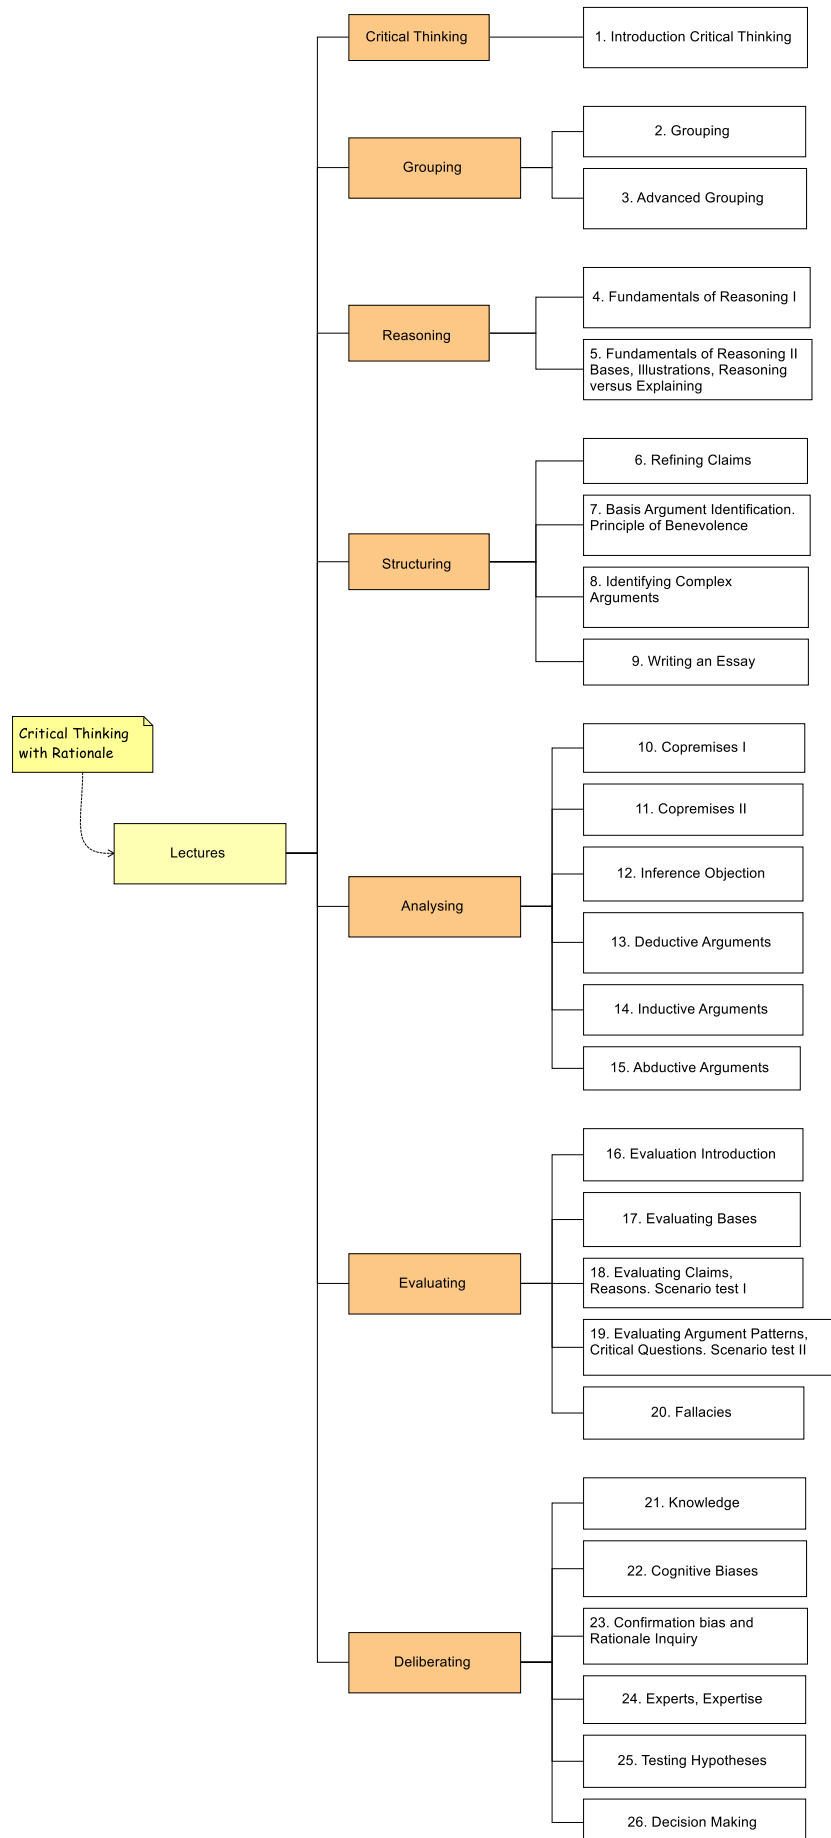 Critical Thinking
1. Introduction Critical Thinking
Grouping
2. Grouping
3. Advanced Grouping
Reasoning
4. Fundamentals of Reasoning I
5. Fundamentals of Reasoning II
Bases, Illustrations, Reasoning
versus Explaining
Structuring
6. Refining Claims
7. Basis Argument Identification.
Principle of Benevolence
8. Identifying Complex
Arguments
9. Writing an Essay
Critical Thinking
with Rationale
Lectures
Analysing
10. Copremises I
11. Copremises II
12. Inference Objection
13. Deductive Arguments
14. Inductive Arguments
15. Abductive Arguments
Evaluating
16. Evaluation Introduction
17. Evaluating Bases
18. Evaluating Claims,
Reasons. Scenario test I
19. Evaluating Argument Patterns,
Critical Questions. Scenario test II
20. Fallacies
Deliberating
21. Knowledge
22. Cognitive Biases
23. Confirmation bias and
Rationale Inquiry
24. Experts, Expertise
25. Testing Hypotheses
26. Decision Making